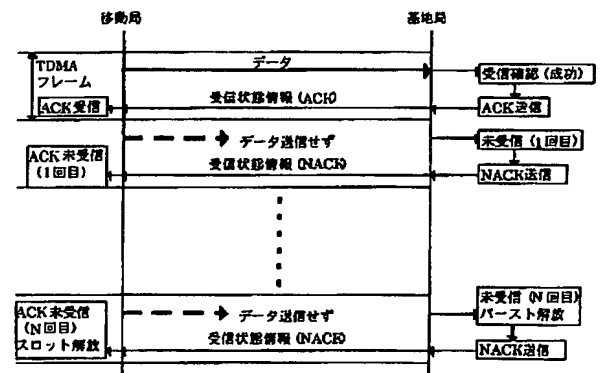 移動局
基地局
TDMA
フレーム
データ
受信確認 (成功)
受信状態情報 (ACK)
ACK受信
ACK送信
データ送信せず
未受信 (1回目)
ACK未受信
(1回目)
受信状態情報 (NACK)
NACK送信
ACK未受信
(N回目)
スロット解放
データ送信せず
未受信 (N回目)
バースト解放
受信状態情報 (NACK)
NACK送信